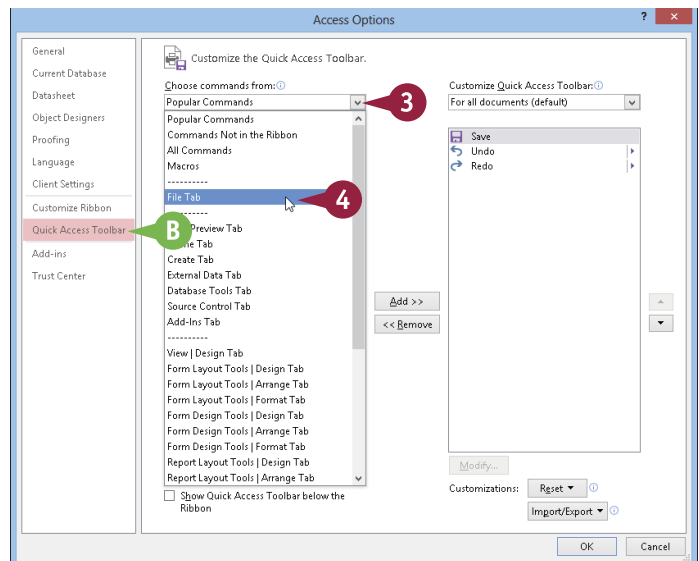 Access Options
? ×
General
Current Database
Datasheet
Object Designers
Proofing
Language
Client Settings
Customize Ribbon
Quick Access Toolbar
Add-ins
Trust Center
B
Customize the Quick Access Toolbar.
Choose commands from:
Popular Commands
3
Popular Commands
Commands Not in the Ribbon
All Commands
Macros
----------
File Tab
4
----------
Preview Tab
Tab
Create Tab
External Data Tab
Database Tools Tab
Source Control Tab
Add-Ins Tab
----------
View | Design Tab
Form Layout Tools | Design Tab
Form Layout Tools | Arrange Tab
Form Layout Tools | Format Tab
Form Design Tools | Design Tab
Form Design Tools | Arrange Tab
Form Design Tools | Format Tab
Report Layout Tools | Design Tab
Report Layout Tools | Arrange Tab
Show Quick Access Toolbar below the
Ribbon
Add >>
<< Remove
Customize Quick Access Toolbar:
For all documents (default)
Save
Undo
Redo
Modify...
Customizations:
Reset
Import/Export
OK
Cancel